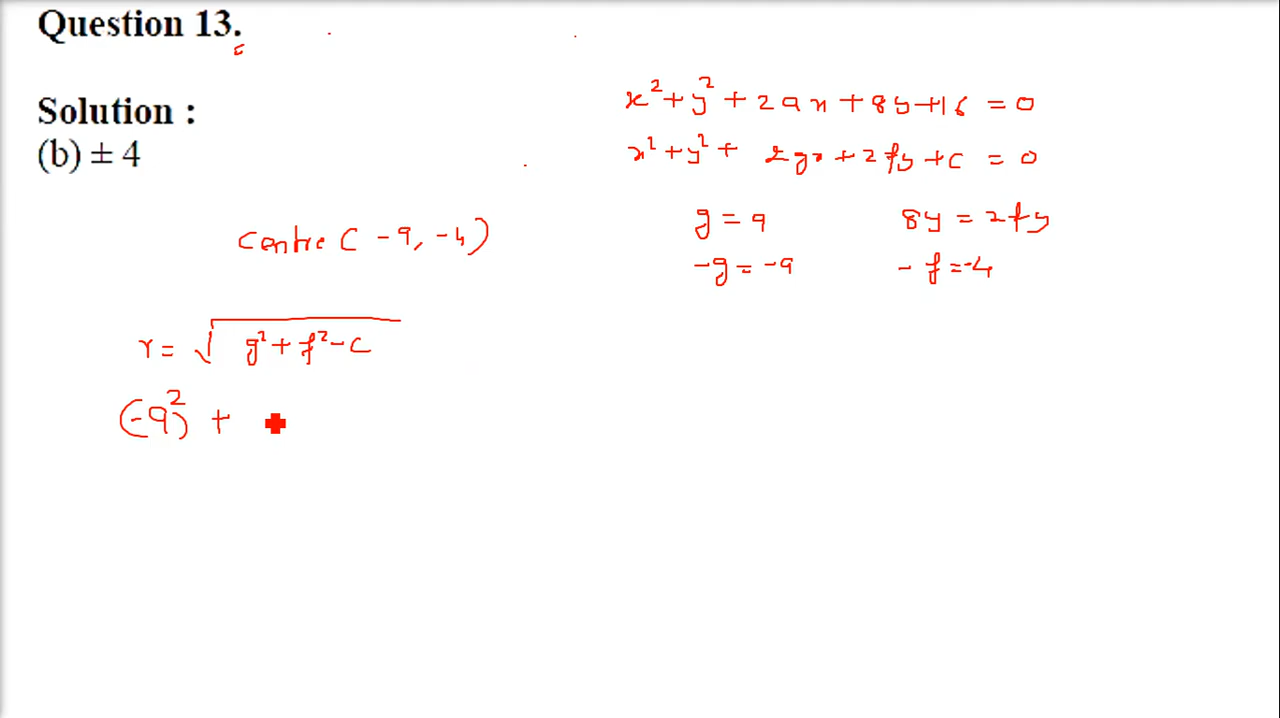 Question 13.
Solution :
(b) ± 4
x² + y² + 2ax + 8y + 16 = 0
x² + y² + 2gx + 2fy + c = 0
g = a
8y = 2fy
-g = -a
-f = -4
centre (-a, -4)
r = √(g² + f² - c)
(-a)² +